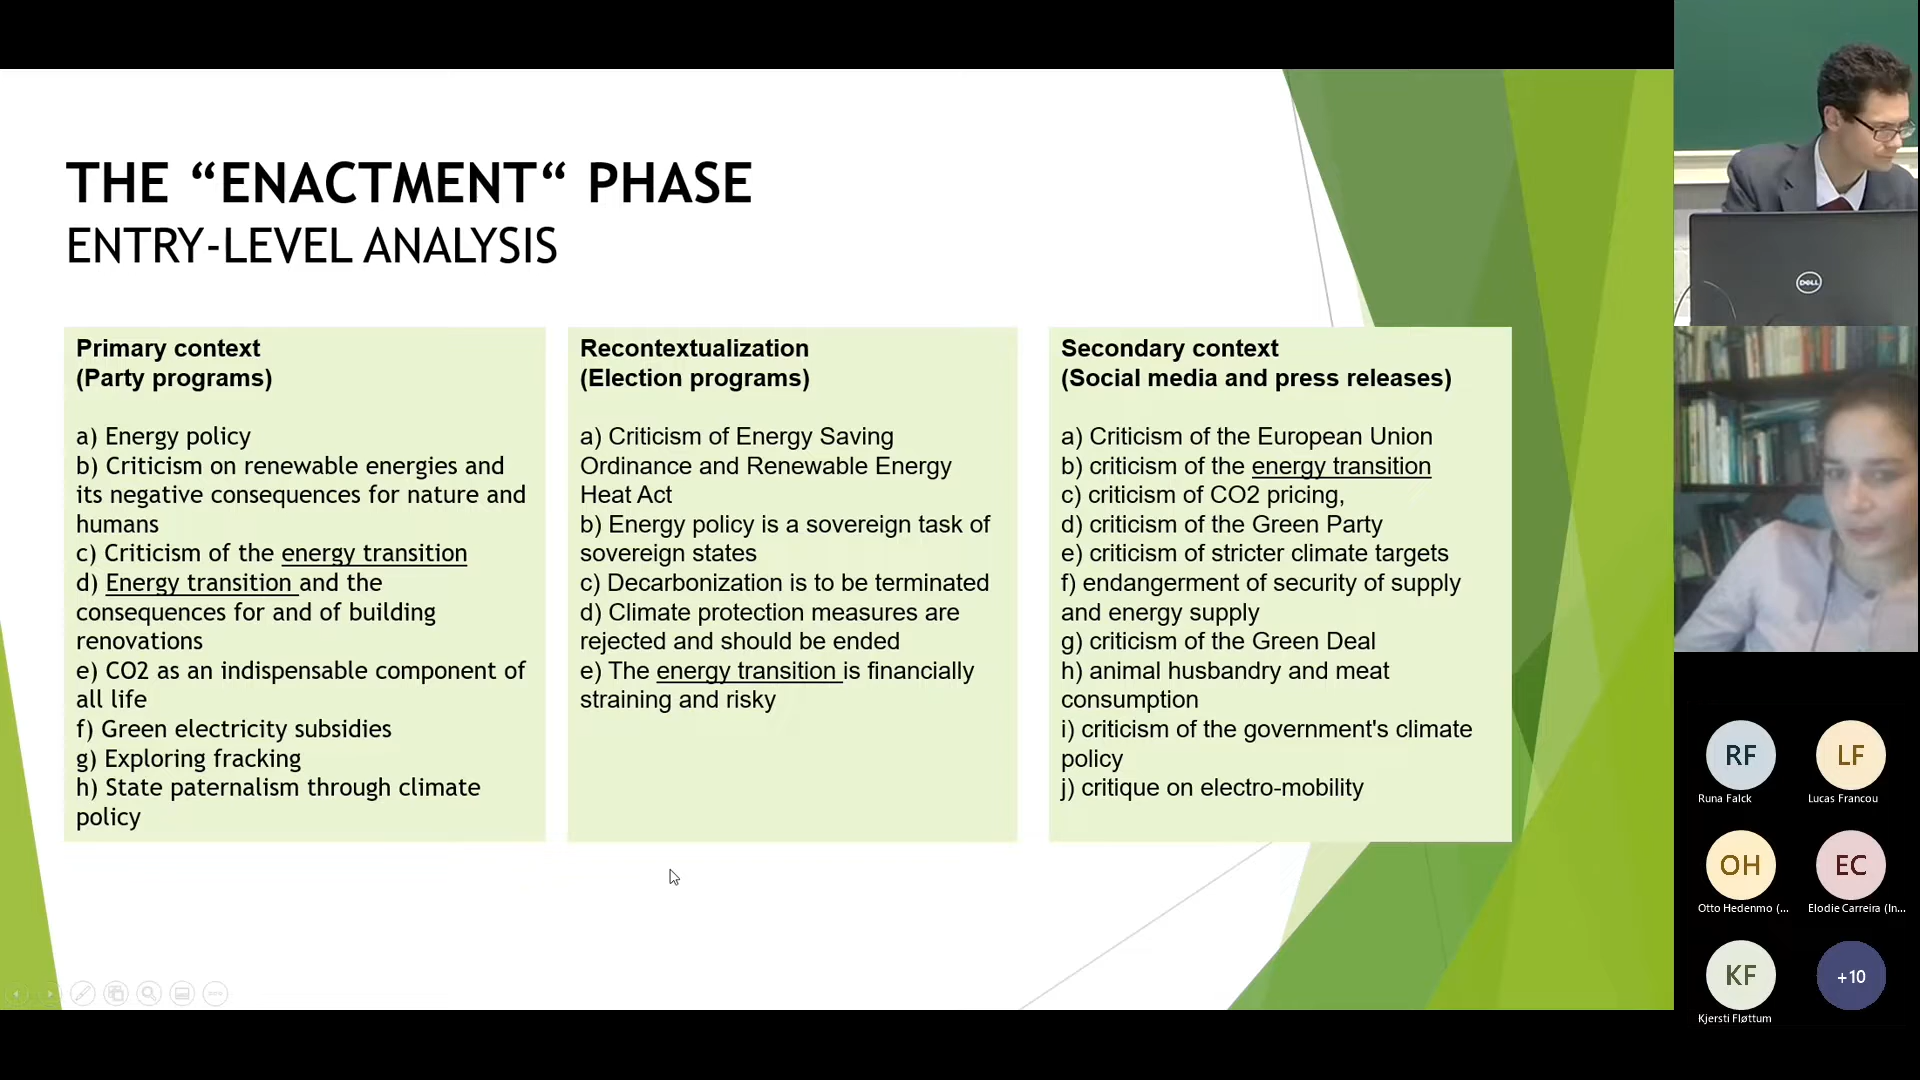 THE “ENACTMENT“ PHASE
ENTRY-LEVEL ANALYSIS
Primary context
(Party programs)
a) Energy policy
b) Criticism on renewable energies and
its negative consequences for nature and
humans
c) Criticism of the energy transition
d) Energy transition and the
consequences for and of building
renovations
e) CO2 as an indispensable component of
all life
f) Green electricity subsidies
g) Exploring fracking
h) State paternalism through climate
policy
Recontextualization
(Election programs)
a) Criticism of Energy Saving
Ordinance and Renewable Energy
Heat Act
b) Energy policy is a sovereign task of
sovereign states
c) Decarbonization is to be terminated
d) Climate protection measures are
rejected and should be ended
e) The energy transition is financially
straining and risky
Secondary context
(Social media and press releases)
a) Criticism of the European Union
b) criticism of the energy transition
c) criticism of CO2 pricing,
d) criticism of the Green Party
e) criticism of stricter climate targets
f) endangerment of security of supply
and energy supply
g) criticism of the Green Deal
h) animal husbandry and meat
consumption
i) criticism of the government's climate
policy
j) critique on electro-mobility
DELL
RF
Runa Falck
LF
Lucas Francou
OH
Otto Hedenmo (...
EC
Elodie Carreira (In...
KF
Kjersti Fløttum
+10